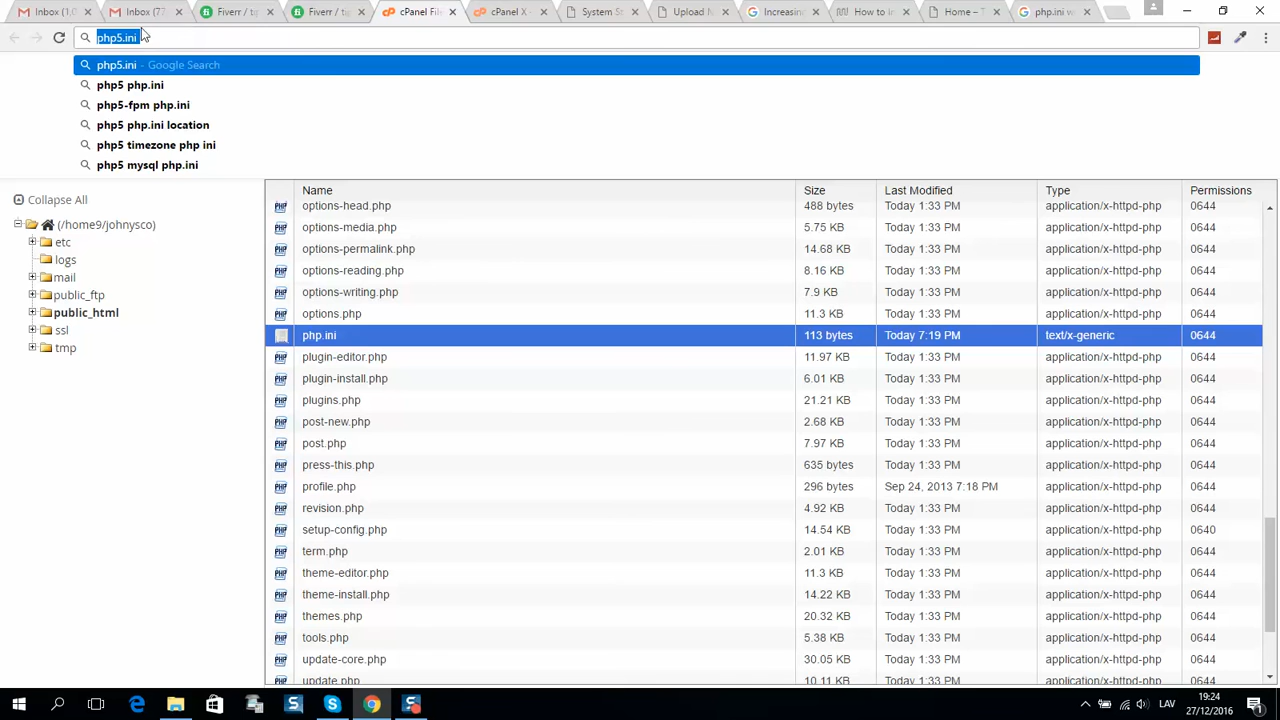 Inbox (1,0
Inbox (7
Fiverr / ti
Fiverr / ti
cPanel File
cPanel X
System S
Upload N
Increasing
How to in
Home – T
php.ini w
php5.ini
php5.ini - Google Search
php5 php.ini
php5-fpm php.ini
php5 php.ini location
php5 timezone php ini
php5 mysql php.ini
Collapse All
(/home9/johnysco)
etc
logs
mail
public_ftp
public_html
ssl
tmp
Name Size Last Modified Type Permissions
options-head.php 488 bytes Today 1:33 PM application/x-httpd-php 0644
options-media.php 5.75 KB Today 1:33 PM application/x-httpd-php 0644
options-permalink.php 14.68 KB Today 1:33 PM application/x-httpd-php 0644
options-reading.php 8.16 KB Today 1:33 PM application/x-httpd-php 0644
options-writing.php 7.9 KB Today 1:33 PM application/x-httpd-php 0644
options.php 11.3 KB Today 1:33 PM application/x-httpd-php 0644
php.ini 113 bytes Today 7:19 PM text/x-generic 0644
plugin-editor.php 11.97 KB Today 1:33 PM application/x-httpd-php 0644
plugin-install.php 6.01 KB Today 1:33 PM application/x-httpd-php 0644
plugins.php 21.21 KB Today 1:33 PM application/x-httpd-php 0644
post-new.php 2.68 KB Today 1:33 PM application/x-httpd-php 0644
post.php 7.97 KB Today 1:33 PM application/x-httpd-php 0644
press-this.php 635 bytes Today 1:33 PM application/x-httpd-php 0644
profile.php 296 bytes Sep 24, 2013 7:18 PM application/x-httpd-php 0644
revision.php 4.92 KB Today 1:33 PM application/x-httpd-php 0644
setup-config.php 14.54 KB Today 1:33 PM application/x-httpd-php 0640
term.php 2.01 KB Today 1:33 PM application/x-httpd-php 0644
theme-editor.php 11.3 KB Today 1:33 PM application/x-httpd-php 0644
theme-install.php 14.22 KB Today 1:33 PM application/x-httpd-php 0644
themes.php 20.32 KB Today 1:33 PM application/x-httpd-php 0644
tools.php 5.38 KB Today 1:33 PM application/x-httpd-php 0644
update-core.php 30.05 KB Today 1:33 PM application/x-httpd-php 0644
update.php 10.11 KB Today 1:33 PM application/x-httpd-php 0644
LAV
19:24
27/12/2016